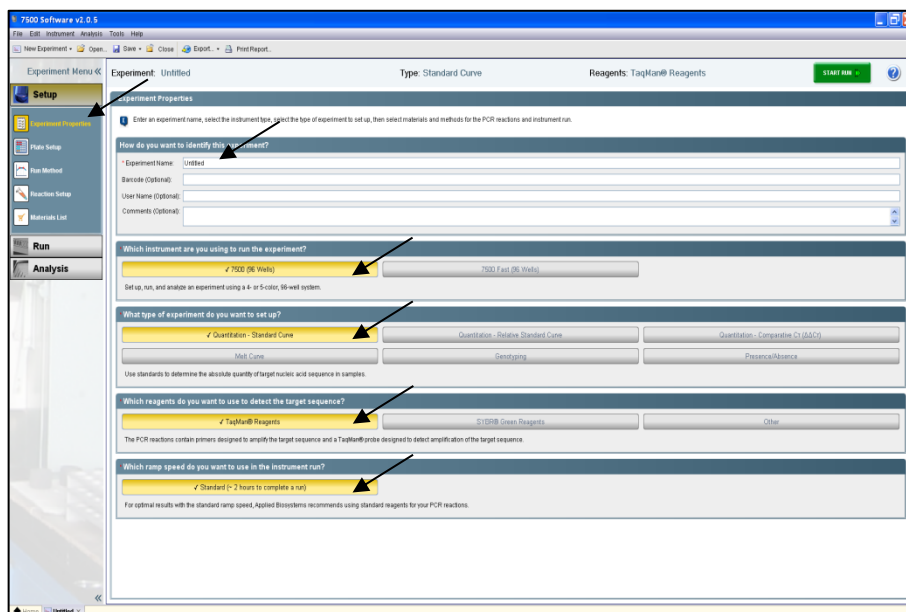 7500 Software v2.0.5
File Edit Instrument Analysis Tools Help
New Experiment Open... Save Close Export... Print Report...
Experiment Menu «
Experiment: Untitled Type: Standard Curve Reagents: TaqMan® Reagents START RUN ?
Setup
Experiment Properties
Plate Setup
Run Method
Reaction Setup
Materials List
Run
Analysis
Experiment Properties
Enter an experiment name, select the instrument type, select the type of experiment to set up, then select materials and methods for the PCR reactions and instrument run.
How do you want to identify this experiment?
* Experiment Name: Untitled
Barcode (Optional):
User Name (Optional):
Comments (Optional):
Which instrument are you using to run the experiment?
✓ 7500 (96 Wells) 7500 Fast (96 Wells)
Set up, run, and analyze an experiment using a 4- or 5-color, 96-well system.
What type of experiment do you want to set up?
✓ Quantitation - Standard Curve Quantitation - Relative Standard Curve Quantitation - Comparative CT (ΔΔCT)
Melt Curve Genotyping Presence/Absence
Use standards to determine the absolute quantity of target nucleic acid sequence in samples.
Which reagents do you want to use to detect the target sequence?
✓ TaqMan® Reagents SYBR® Green Reagents Other
The PCR reactions contain primers designed to amplify the target sequence and a TaqMan® probe designed to detect amplification of the target sequence.
Which ramp speed do you want to use in the instrument run?
✓ Standard (~ 2 hours to complete a run)
For optimal results with the standard ramp speed, Applied Biosystems recommends using standard reagents for your PCR reactions.
«
Home Untitled ×